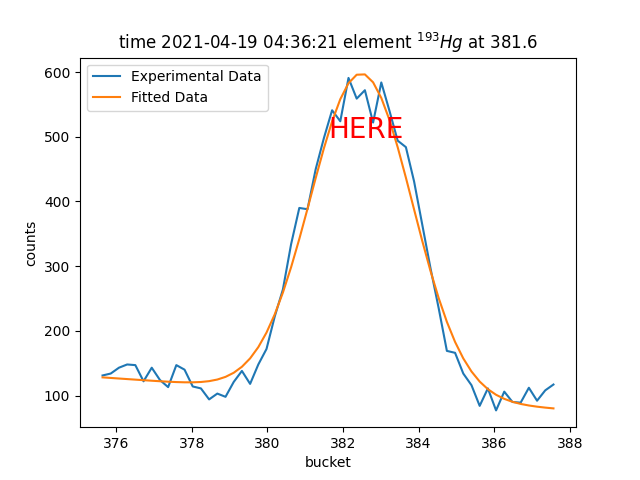 time 2021-04-19 04:36:21 element ¹⁹³Hg at 381.6
Experimental Data
Fitted Data
HERE
counts
600
500
400
300
200
100
376 378 380 382 384 386 388
bucket